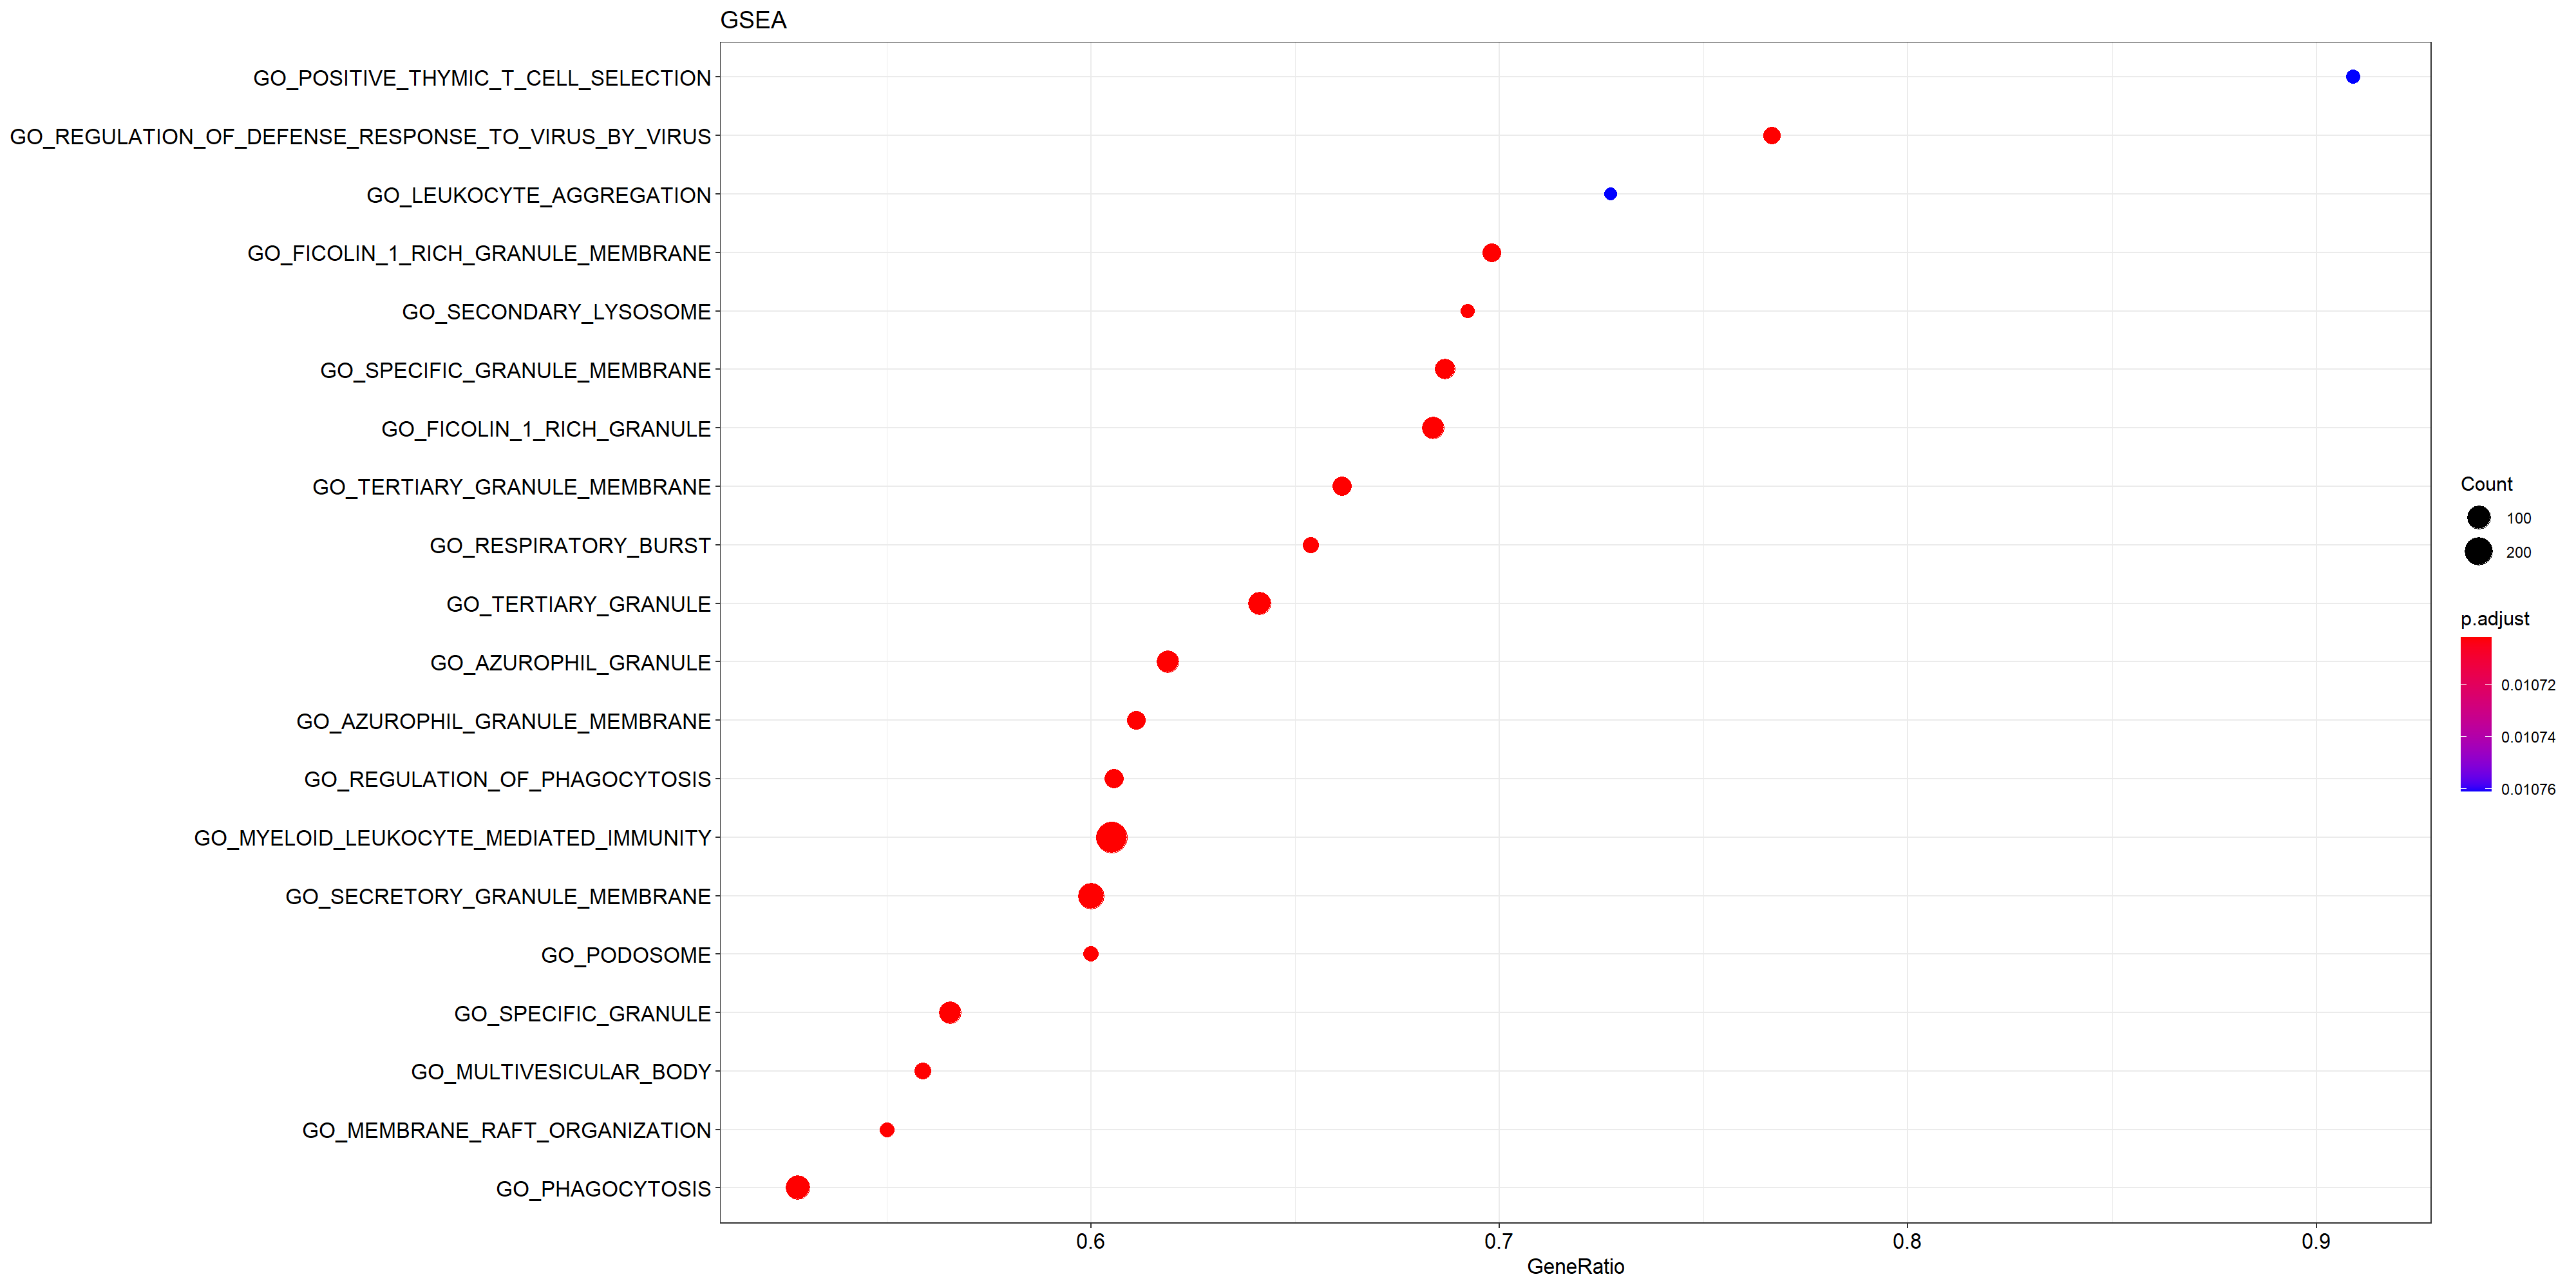 GSEA
GO_POSITIVE_THYMIC_T_CELL_SELECTION
GO_REGULATION_OF_DEFENSE_RESPONSE_TO_VIRUS_BY_VIRUS
GO_LEUKOCYTE_AGGREGATION
GO_FICOLIN_1_RICH_GRANULE_MEMBRANE
GO_SECONDARY_LYSOSOME
GO_SPECIFIC_GRANULE_MEMBRANE
GO_FICOLIN_1_RICH_GRANULE
GO_TERTIARY_GRANULE_MEMBRANE
GO_RESPIRATORY_BURST
GO_TERTIARY_GRANULE
GO_AZUROPHIL_GRANULE
GO_AZUROPHIL_GRANULE_MEMBRANE
GO_REGULATION_OF_PHAGOCYTOSIS
GO_MYELOID_LEUKOCYTE_MEDIATED_IMMUNITY
GO_SECRETORY_GRANULE_MEMBRANE
GO_PODOSOME
GO_SPECIFIC_GRANULE
GO_MULTIVESICULAR_BODY
GO_MEMBRANE_RAFT_ORGANIZATION
GO_PHAGOCYTOSIS
0.6 0.7 0.8 0.9
GeneRatio
Count
100
200
p.adjust
0.01072
0.01074
0.01076